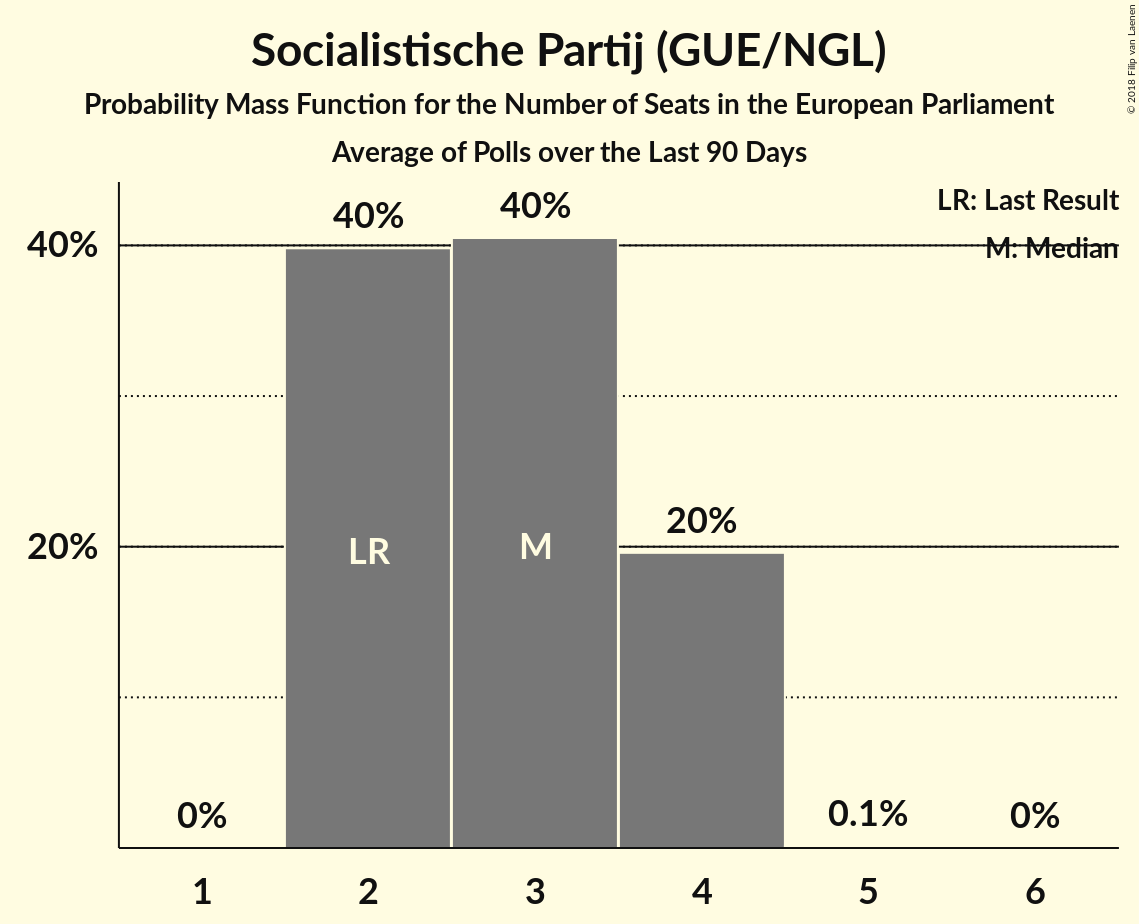 Socialistische Partij (GUE/NGL)
Probability Mass Function for the Number of Seats in the European Parliament
Average of Polls over the Last 90 Days
© 2018 Filip van Laenen
LR: Last Result
M: Median
40%
20%
0%
40%
40%
20%
0.1%
0%
LR
M
1
2
3
4
5
6